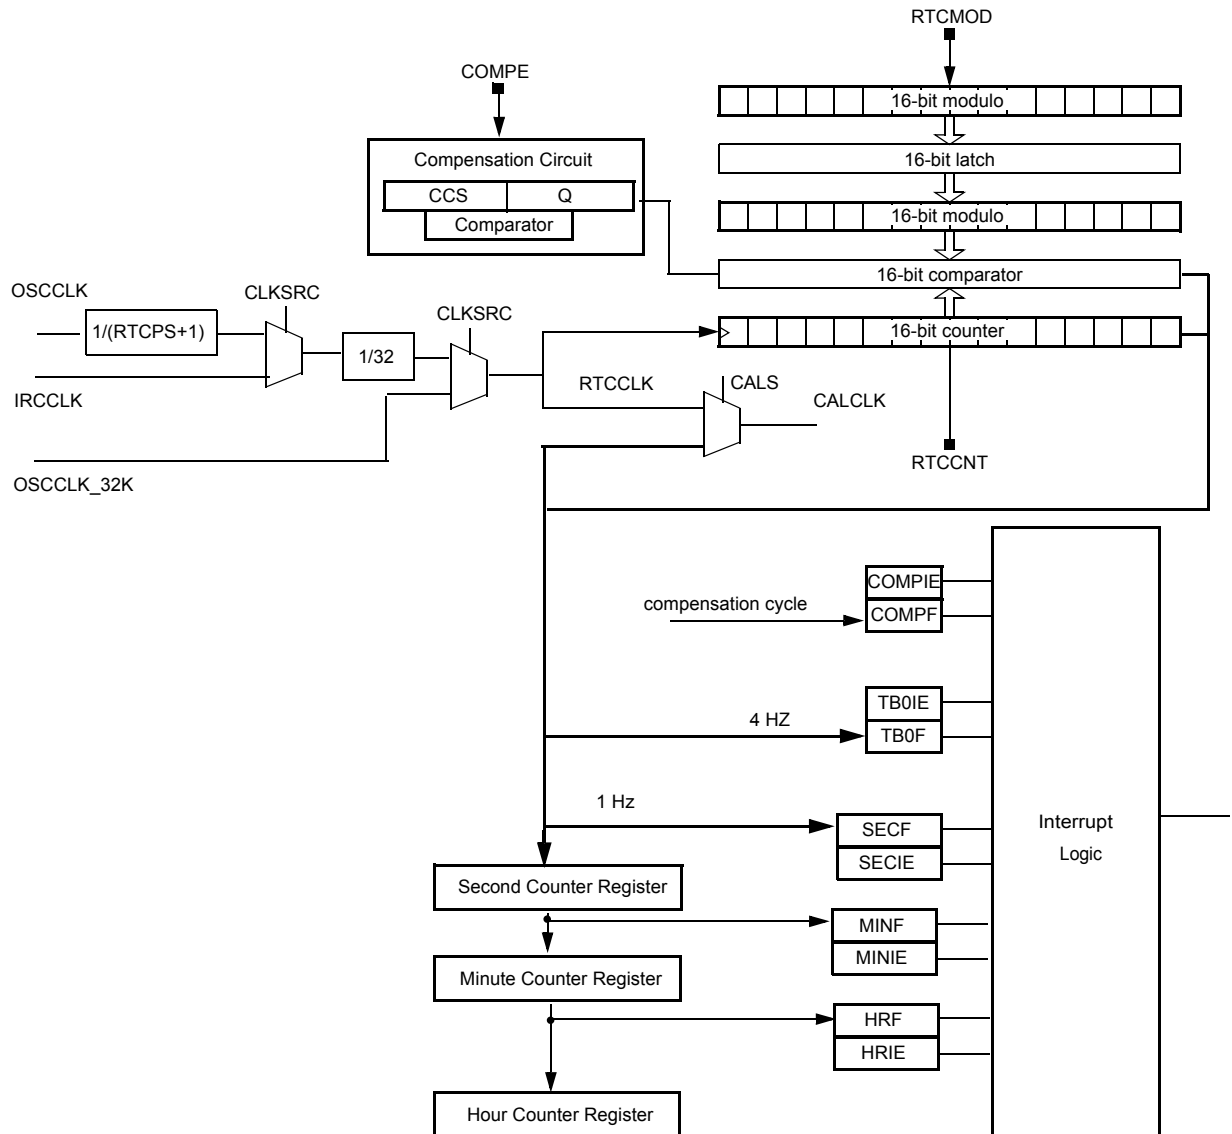 RTCMOD
COMPE
16-bit modulo
Compensation Circuit
16-bit latch
CCS Q
16-bit modulo
Comparator
16-bit comparator
OSCCLK
CLKSRC
CLKSRC
1/(RTCPS+1)
16-bit counter
1/32
RTCCLK
CALS
IRCCLK
CALCLK
RTCCNT
OSCCLK_32K
COMPIE
compensation cycle
COMPF
TB0IE
4 HZ
TB0F
1 Hz
SECF
Interrupt
Logic
SECIE
Second Counter Register
MINF
MINIE
Minute Counter Register
HRF
HRIE
Hour Counter Register